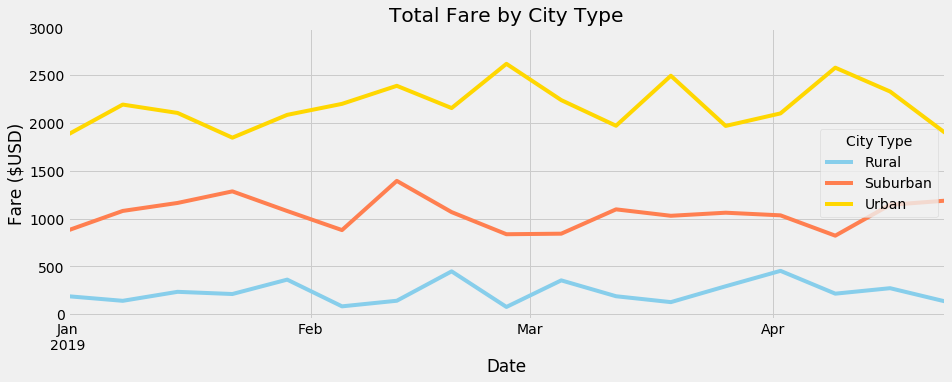 Total Fare by City Type
3000
2500
2000
1500
1000
500
0
Fare ($USD)
City Type
Rural
Suburban
Urban
Jan Feb Mar Apr
2019
Date